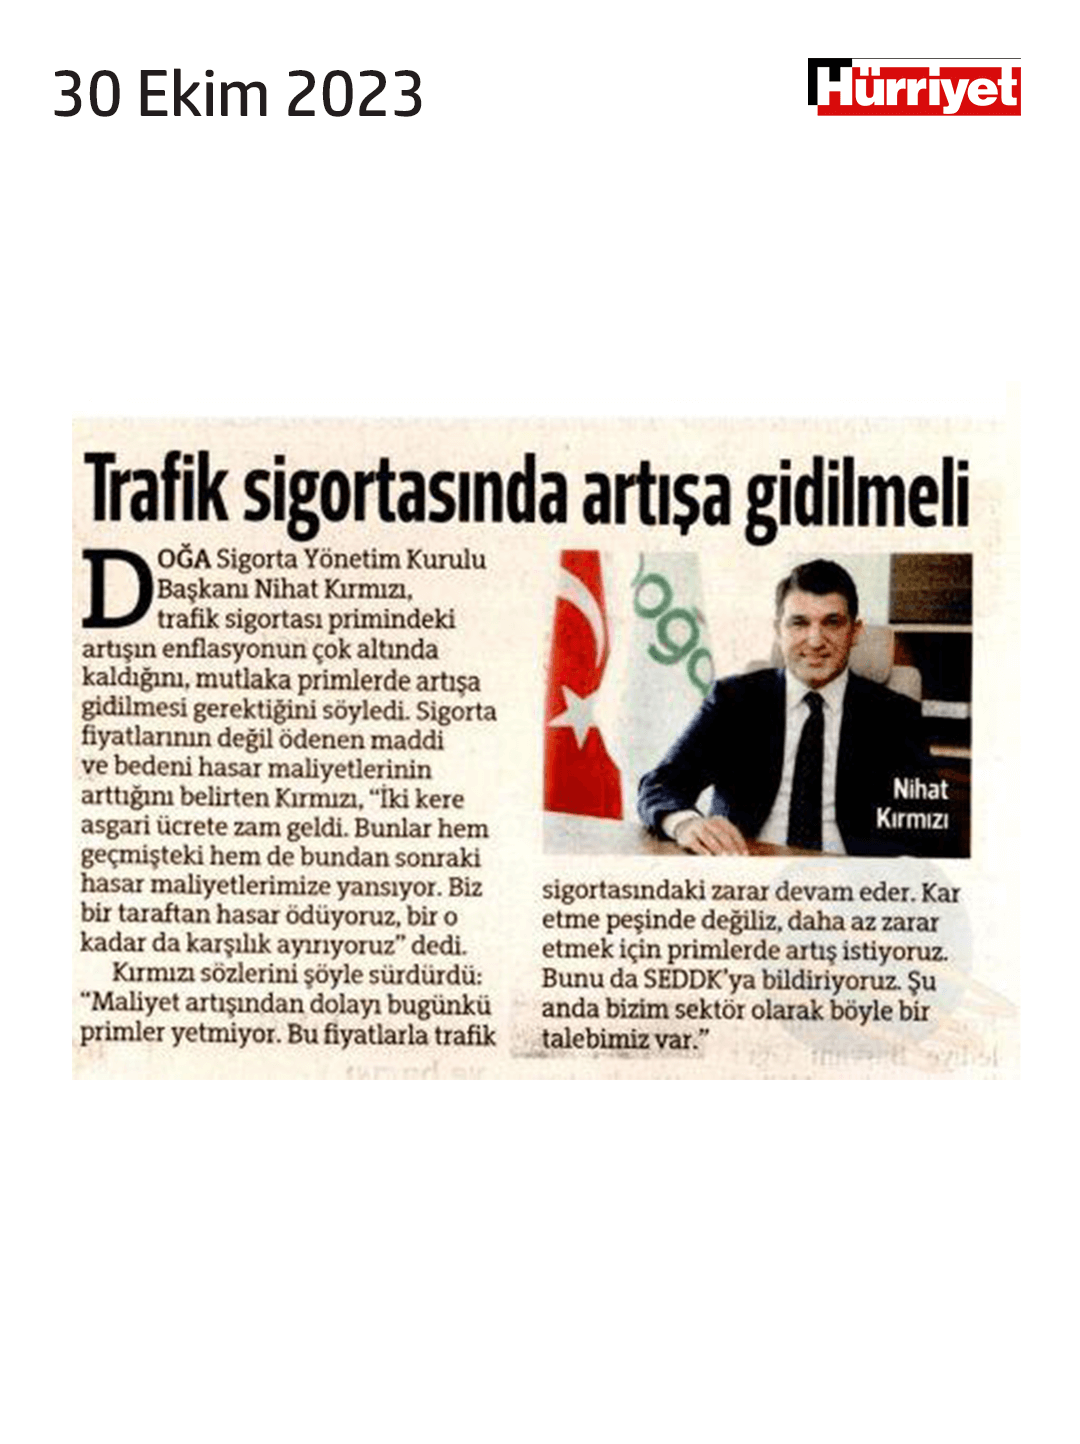 30 Ekim 2023
Hürriyet
Trafik sigortasında artışa gidilmeli
DOĞA Sigorta Yönetim Kurulu
Başkanı Nihat Kırmızı,
trafik sigortası primindeki
artışın enflasyonun çok altında
kaldığını, mutlaka primlerde artışa
gidilmesi gerektiğini söyledi. Sigorta
fiyatlarının değil ödenen maddi
ve bedeni hasar maliyetlerinin
arttığını belirten Kırmızı, “İki kere
asgari ücrete zam geldi. Bunlar hem
geçmişteki hem de bundan sonraki
hasar maliyetlerimize yansıyor. Biz
bir taraftan hasar ödüyoruz, bir o
kadar da karşılık ayırıyoruz” dedi.
Kırmızı sözlerini şöyle sürdürdü:
“Maliyet artışından dolayı bugünkü
primler yetmiyor. Bu fiyatlarla trafik
doğa
Nihat
Kırmızı
sigortasındaki zarar devam eder. Kar
etme peşinde değiliz, daha az zarar
etmek için primlerde artış istiyoruz.
Bunu da SEDDK’ya bildiriyoruz. Şu
anda bizim sektör olarak böyle bir
talebimiz var.”